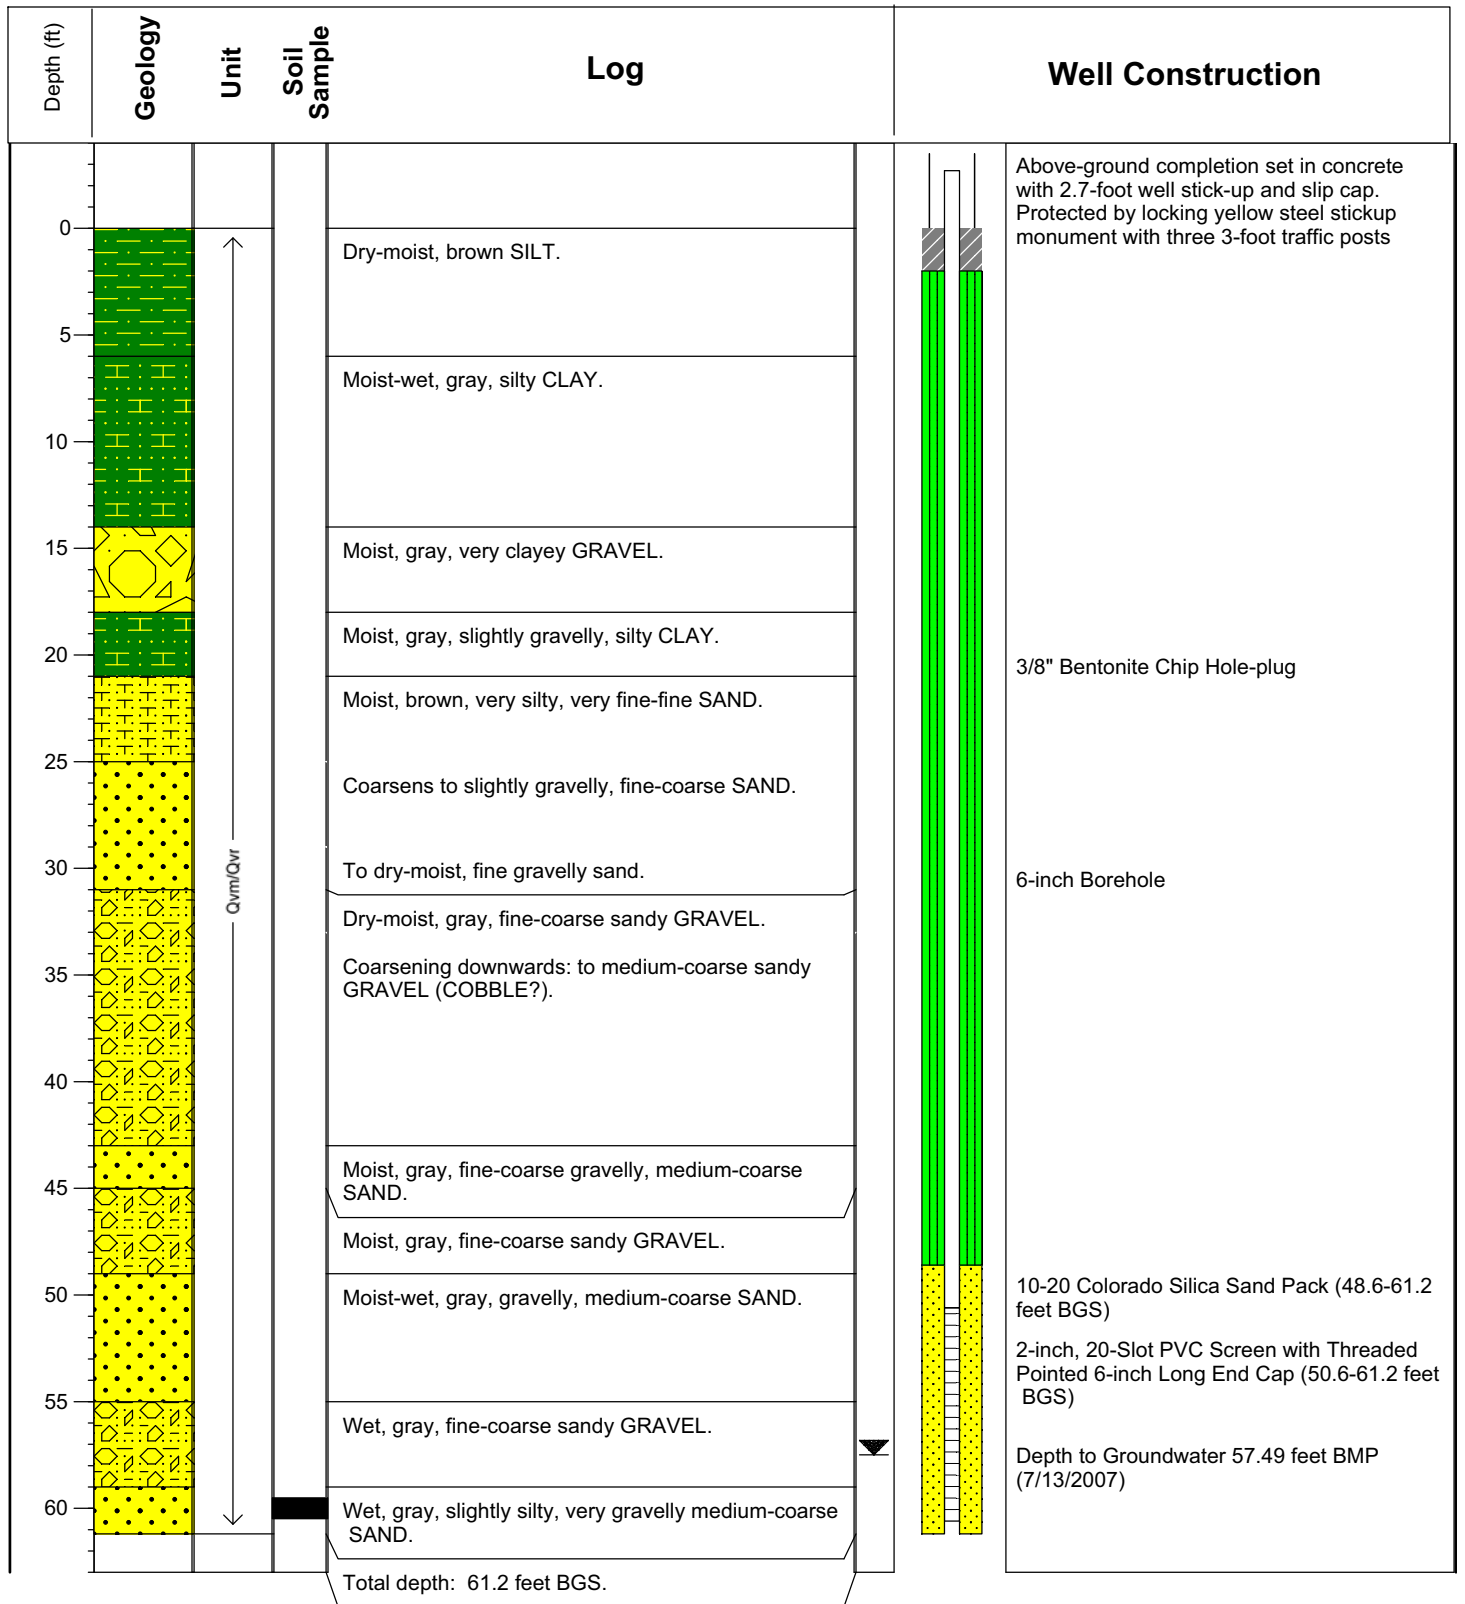 Depth (ft)
Geology
Unit
Soil
Sample
Log
Well Construction
Above-ground completion set in concrete
with 2.7-foot well stick-up and slip cap.
Protected by locking yellow steel stickup
monument with three 3-foot traffic posts
0
Dry-moist, brown SILT.
5
Moist-wet, gray, silty CLAY.
10
15
Moist, gray, very clayey GRAVEL.
Moist, gray, slightly gravelly, silty CLAY.
20
3/8" Bentonite Chip Hole-plug
Moist, brown, very silty, very fine-fine SAND.
25
Coarsens to slightly gravelly, fine-coarse SAND.
Qvm/Qvr
30
To dry-moist, fine gravelly sand.
6-inch Borehole
Dry-moist, gray, fine-coarse sandy GRAVEL.
35
Coarsening downwards: to medium-coarse sandy
GRAVEL (COBBLE?).
40
Moist, gray, fine-coarse gravelly, medium-coarse
SAND.
45
Moist, gray, fine-coarse sandy GRAVEL.
50
Moist-wet, gray, gravelly, medium-coarse SAND.
10-20 Colorado Silica Sand Pack (48.6-61.2
feet BGS)
2-inch, 20-Slot PVC Screen with Threaded
Pointed 6-inch Long End Cap (50.6-61.2 feet
BGS)
55
Wet, gray, fine-coarse sandy GRAVEL.
Depth to Groundwater 57.49 feet BMP
(7/13/2007)
60
Wet, gray, slightly silty, very gravelly medium-coarse
SAND.
Total depth: 61.2 feet BGS.